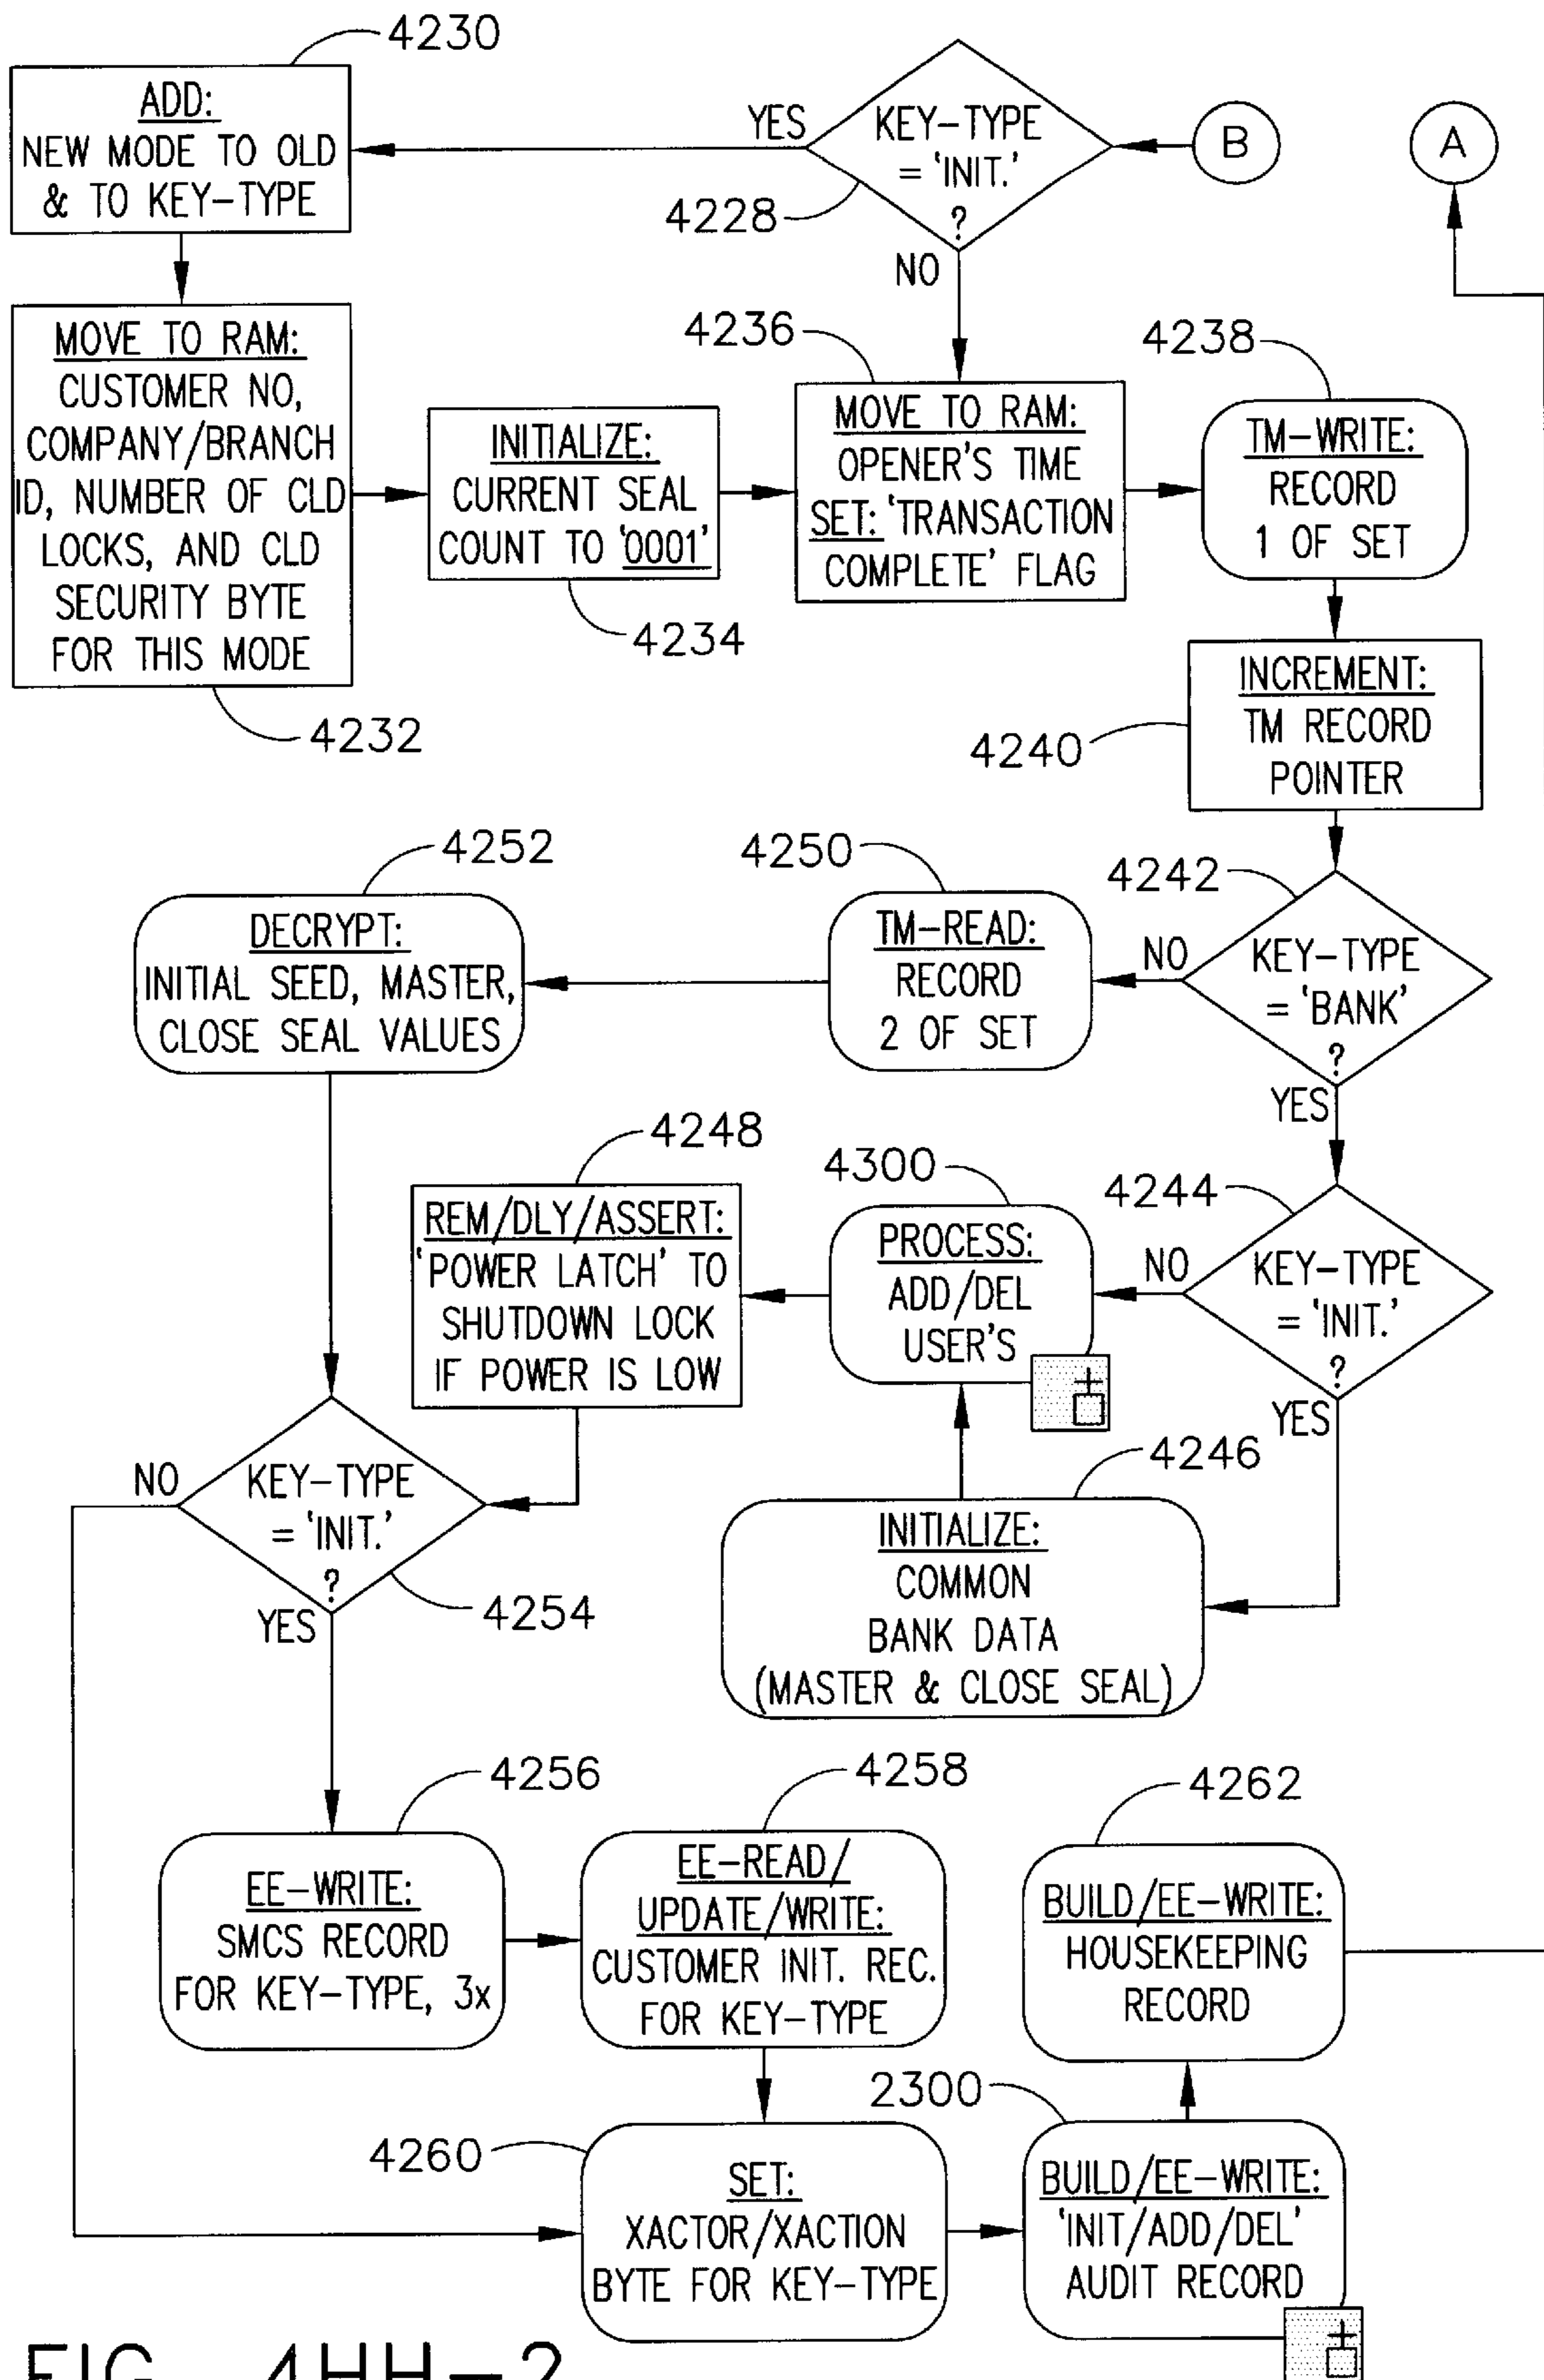 4230
ADD:
NEW MODE TO OLD
& TO KEY-TYPE
YES
KEY-TYPE
= 'INIT.'
?
4228
NO
B
A
MOVE TO RAM:
CUSTOMER NO,
COMPANY/BRANCH
ID, NUMBER OF CLD
LOCKS, AND CLD
SECURITY BYTE
FOR THIS MODE
4232
INITIALIZE:
CURRENT SEAL
COUNT TO '0001'
4234
4236
MOVE TO RAM:
OPENER'S TIME
SET: 'TRANSACTION
COMPLETE' FLAG
4238
TM-WRITE:
RECORD
1 OF SET
INCREMENT:
TM RECORD
POINTER
4240
4242
KEY-TYPE
= 'BANK'
?
NO
YES
4250
TM-READ:
RECORD
2 OF SET
4252
DECRYPT:
INITIAL SEED, MASTER,
CLOSE SEAL VALUES
4244
KEY-TYPE
= 'INIT.'
?
NO
YES
4300
PROCESS:
ADD/DEL
USER'S
4248
REM/DLY/ASSERT:
'POWER LATCH' TO
SHUTDOWN LOCK
IF POWER IS LOW
4246
INITIALIZE:
COMMON
BANK DATA
(MASTER & CLOSE SEAL)
NO
KEY-TYPE
= 'INIT.'
?
YES
4254
4256
EE-WRITE:
SMCS RECORD
FOR KEY-TYPE, 3x
4258
EE-READ/
UPDATE/WRITE:
CUSTOMER INIT. REC.
FOR KEY-TYPE
4262
BUILD/EE-WRITE:
HOUSEKEEPING
RECORD
4260
SET:
XACTOR/XACTION
BYTE FOR KEY-TYPE
2300
BUILD/EE-WRITE:
'INIT/ADD/DEL'
AUDIT RECORD
FIG. 4HH-2